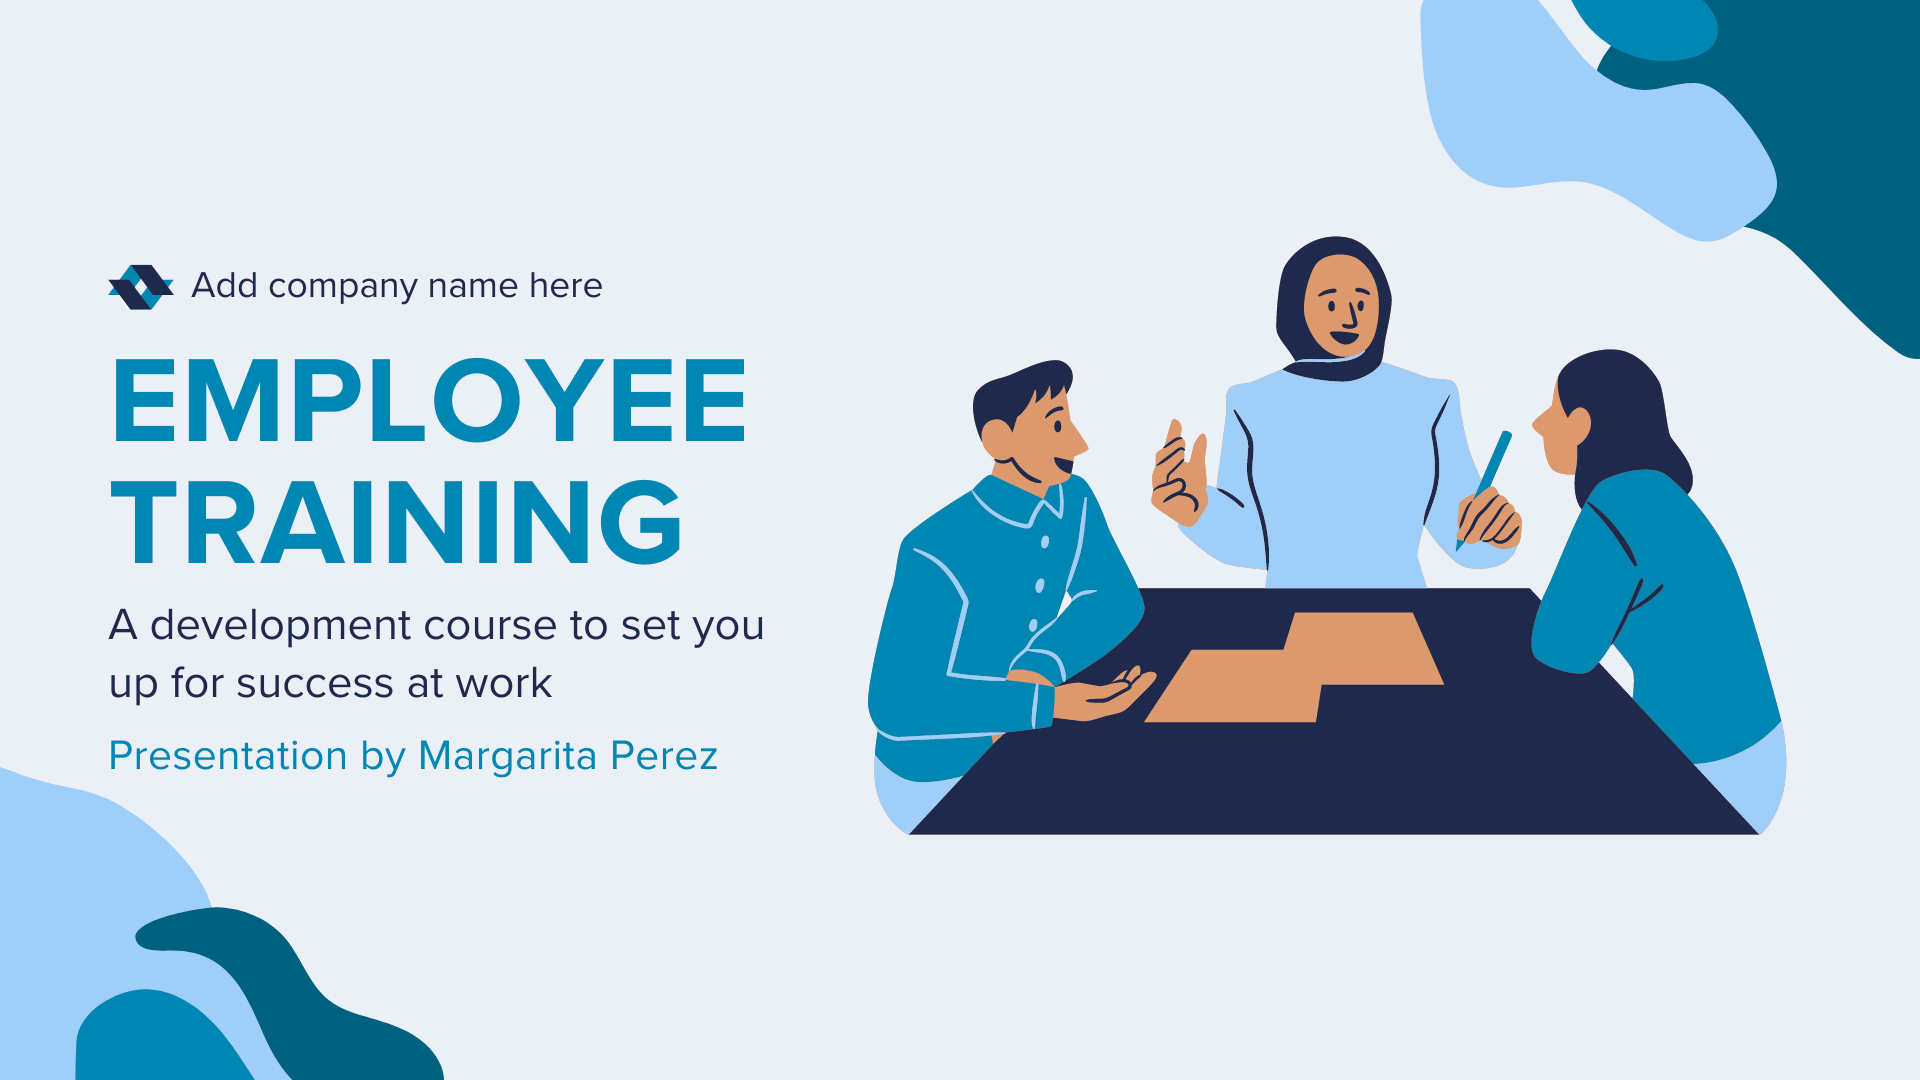 Add company name here
EMPLOYEE
TRAINING
A development course to set you
up for success at work
Presentation by Margarita Perez